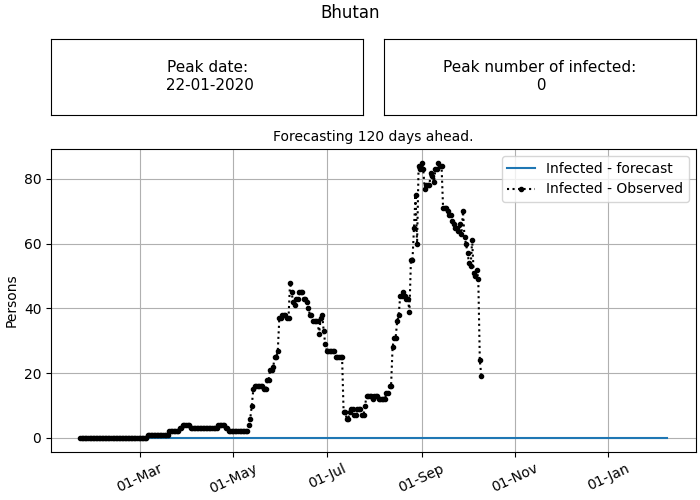 Bhutan
Peak date:
22-01-2020
Peak number of infected:
0
Forecasting 120 days ahead.
Infected - forecast
Infected - Observed
Persons
80
60
40
20
0
01-Mar
01-May
01-Jul
01-Sep
01-Nov
01-Jan